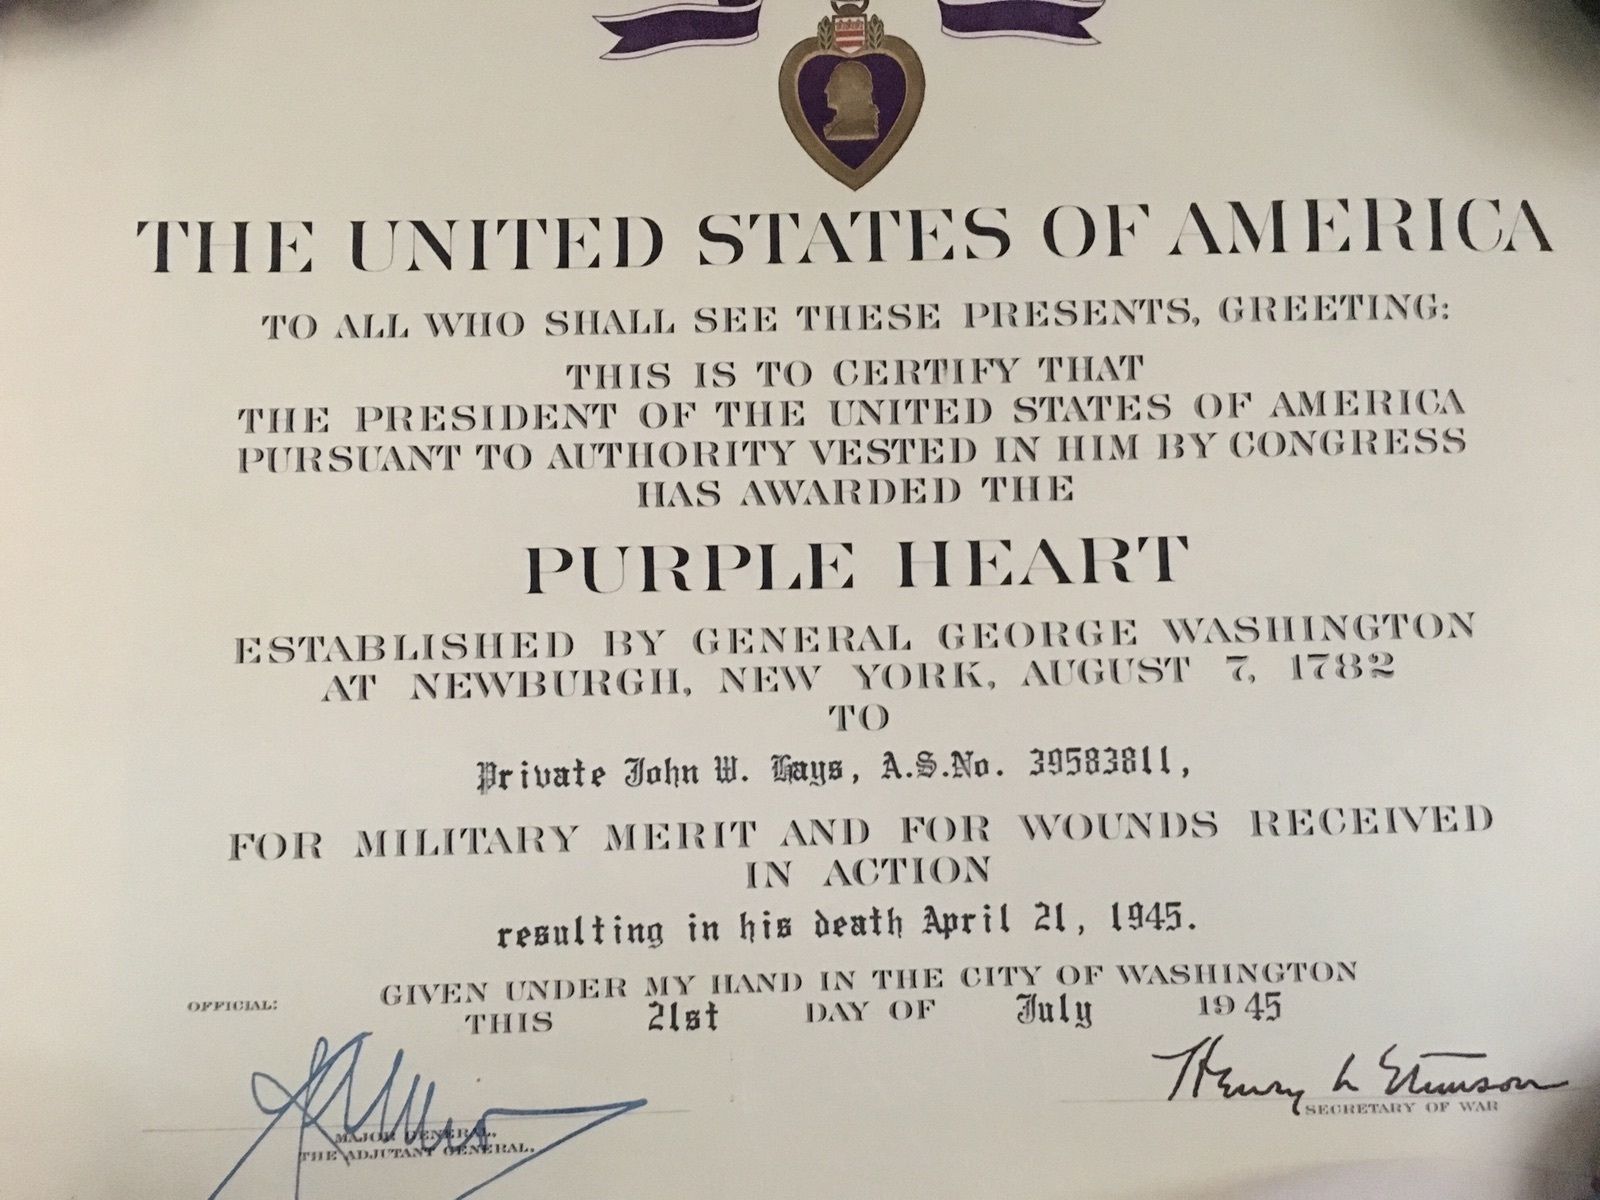 THE UNITED STATES OF AMERICA
TO ALL WHO SHALL SEE THESE PRESENTS, GREETING:
THIS IS TO CERTIFY THAT
THE PRESIDENT OF THE UNITED STATES OF AMERICA
PURSUANT TO AUTHORITY VESTED IN HIM BY CONGRESS
HAS AWARDED THE
PURPLE HEART
ESTABLISHED BY GENERAL GEORGE WASHINGTON
AT NEWBURGH, NEW YORK, AUGUST 7, 1782
TO
Private John W. Hays, A.S.No. 39583811,
FOR MILITARY MERIT AND FOR WOUNDS RECEIVED
IN ACTION
resulting in his death April 21, 1945.
GIVEN UNDER MY HAND IN THE CITY OF WASHINGTON
OFFICIAL:
THIS 21st DAY OF July 1945
Henry L Stimson
SECRETARY OF WAR
MAJOR GENERAL,
THE ADJUTANT GENERAL.